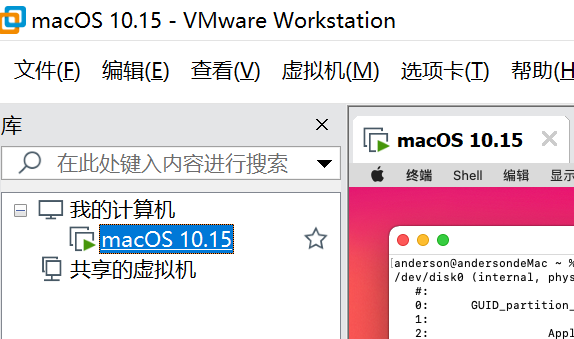 macOS 10.15 - VMware Workstation
文件(F) 编辑(E) 查看(V) 虚拟机(M) 选项卡(T) 帮助(H
库
在此处键入内容进行搜索
我的计算机
macOS 10.15
共享的虚拟机
macOS 10.15
终端 Shell 编辑 显示
anderson@andersondeMac ~ %
/dev/disk0 (internal, phys
#:
0: GUID_partition_
1:
2: Appl